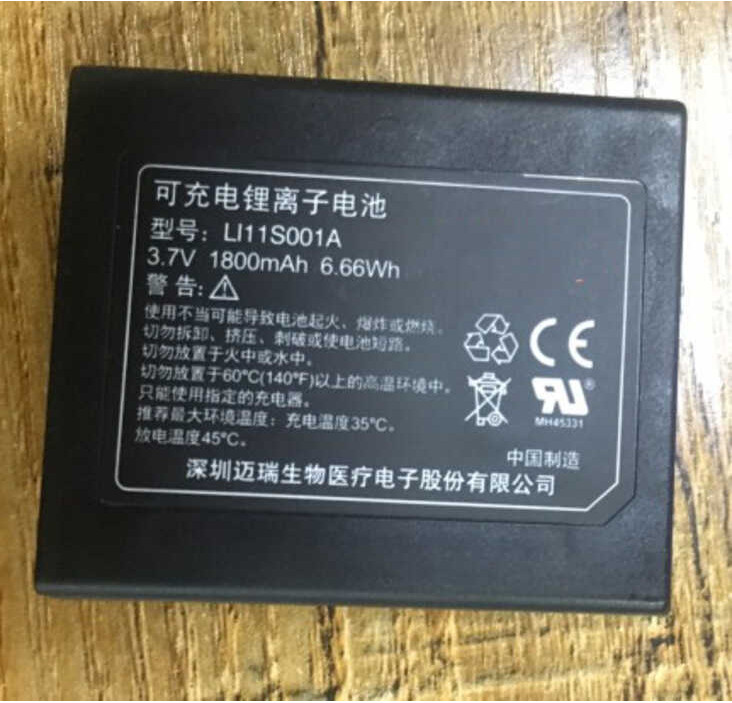 可充电锂离子电池
型号：LI11S001A
3.7V 1800mAh 6.66Wh
警告：
使用不当可能导致电池起火、爆炸或燃烧。
切勿拆卸、挤压、刺破或使电池短路。
切勿放置于火中或水中。
切勿放置于60°C(140°F)以上的高温环境中。
只能使用指定的充电器。
推荐最大环境温度：充电温度35°C。
放电温度45°C。
CE
RU®
MH45331
中国制造
深圳迈瑞生物医疗电子股份有限公司